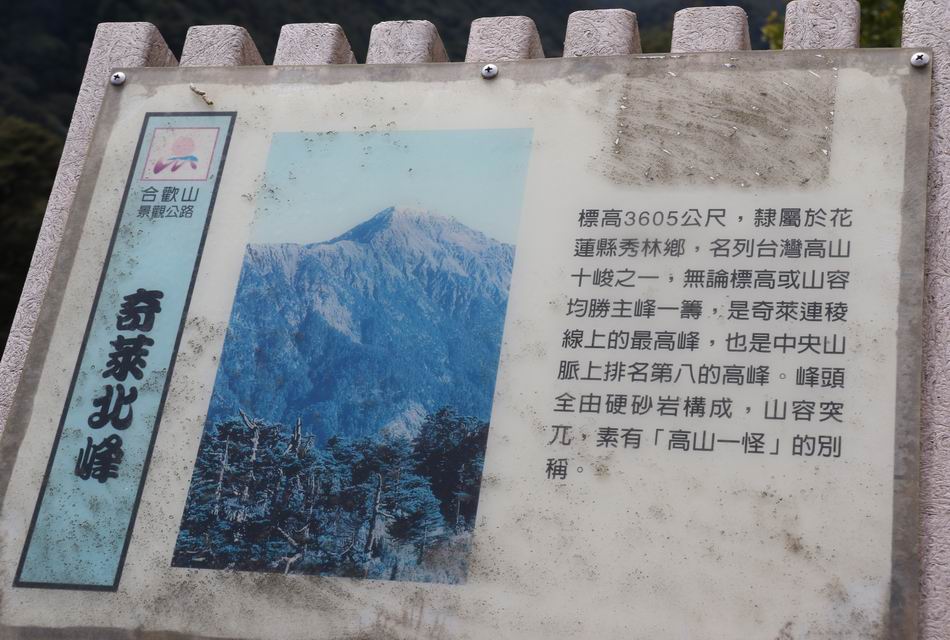 合歡山
景觀公路
奇萊北峰
標高3605公尺，隸屬於花
蓮縣秀林鄉，名列台灣高山
十峻之一，無論標高或山容
均勝主峰一籌，是奇萊連稜
線上的最高峰，也是中央山
脈上排名第八的高峰。峰頭
全由硬砂岩構成，山容突
兀，素有「高山一怪」的別
稱。